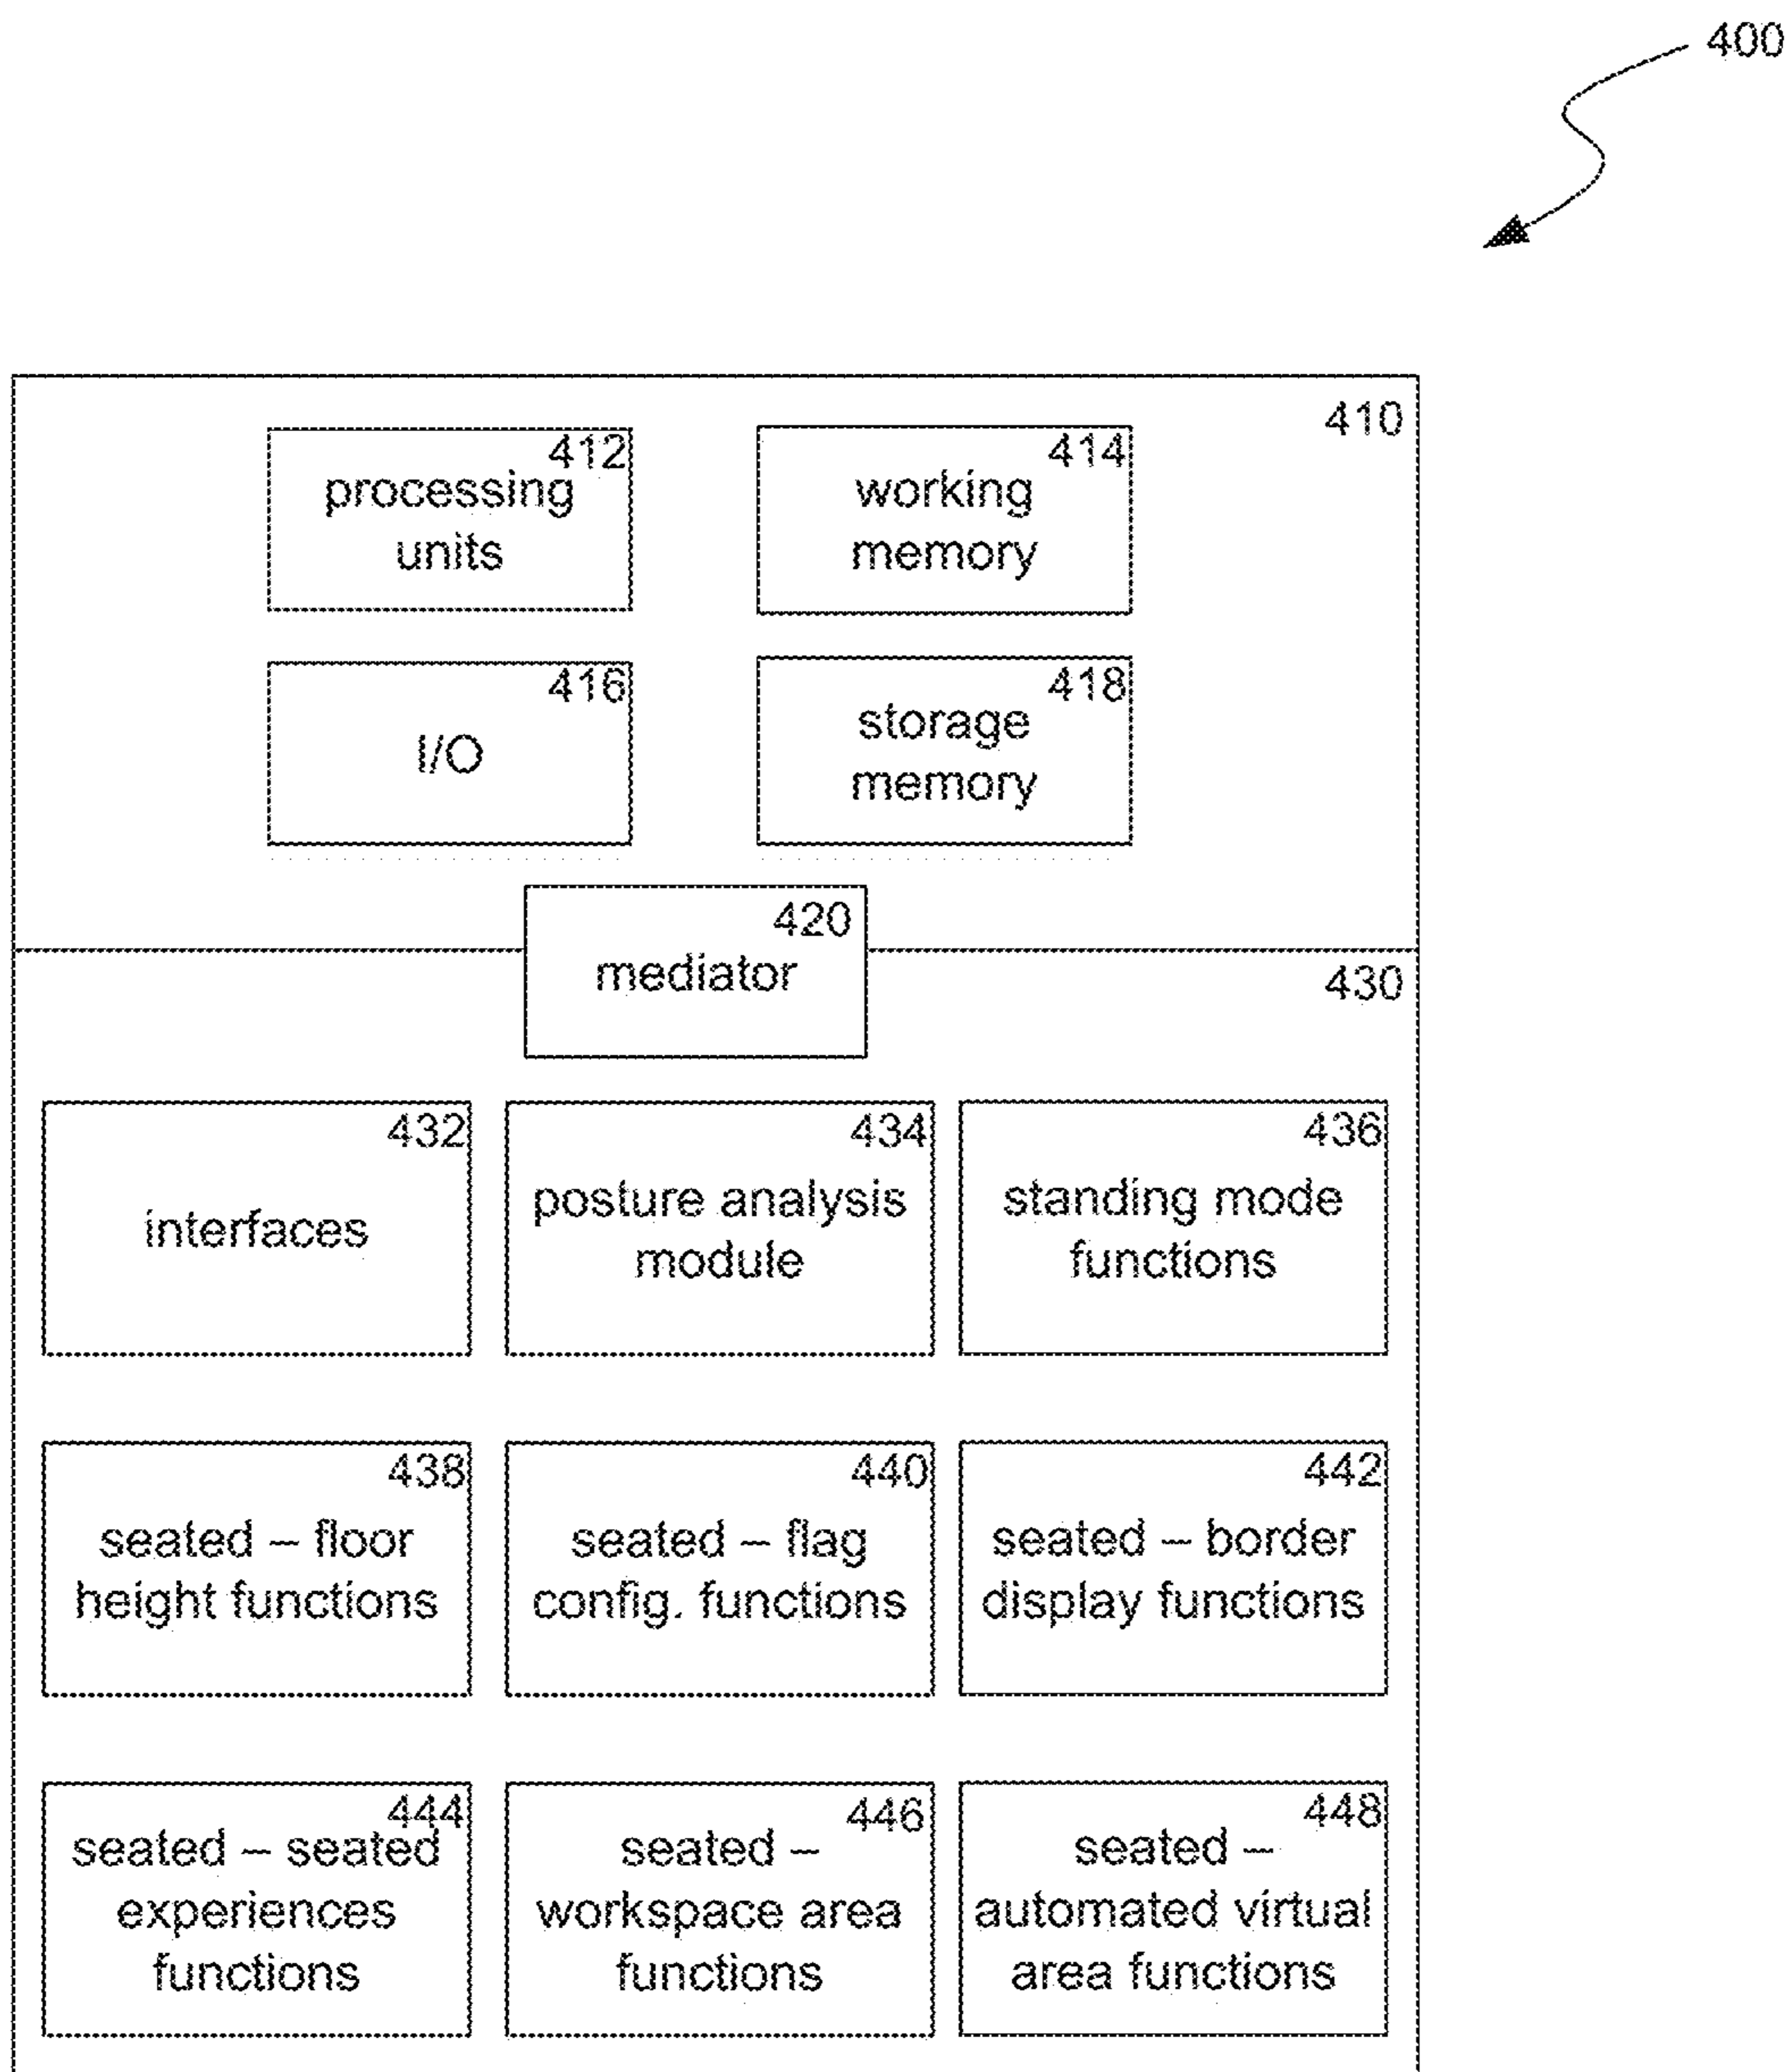 400
410
412
processing
units
414
working
memory
416
I/O
418
storage
memory
420
mediator
430
432
interfaces
434
posture analysis
module
436
standing mode
functions
438
seated – floor
height functions
440
seated – flag
config. functions
442
seated – border
display functions
444
seated – seated
experiences
functions
446
seated –
workspace area
functions
448
seated –
automated virtual
area functions